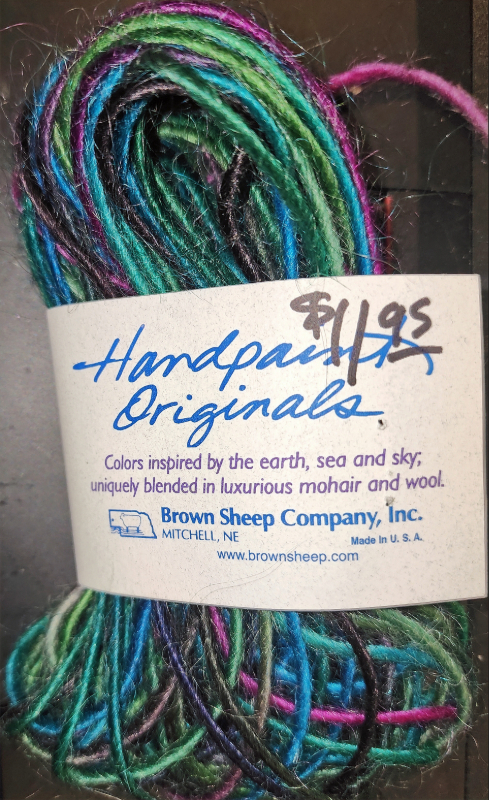 $11.95
Handpaint
Originals
Colors inspired by the earth, sea and sky;
uniquely blended in luxurious mohair and wool.
Brown Sheep Company, Inc.
MITCHELL, NE
Made in U. S. A.
www.brownsheep.com